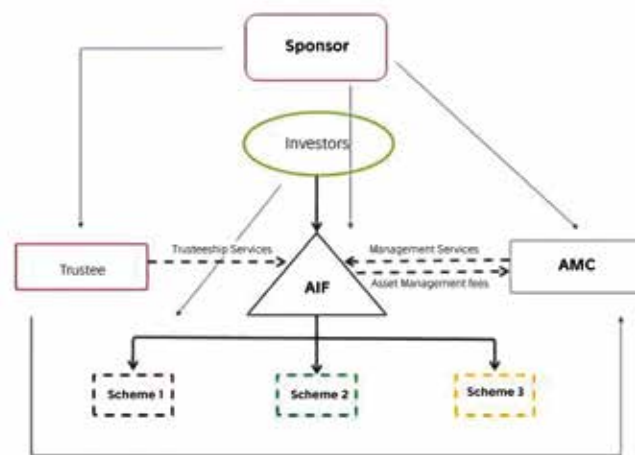 Sponsor
Investors
Trusteeship Services
Management Services
Trustee
AIF
Asset Management fees
AMC
Scheme 1
Scheme 2
Scheme 3